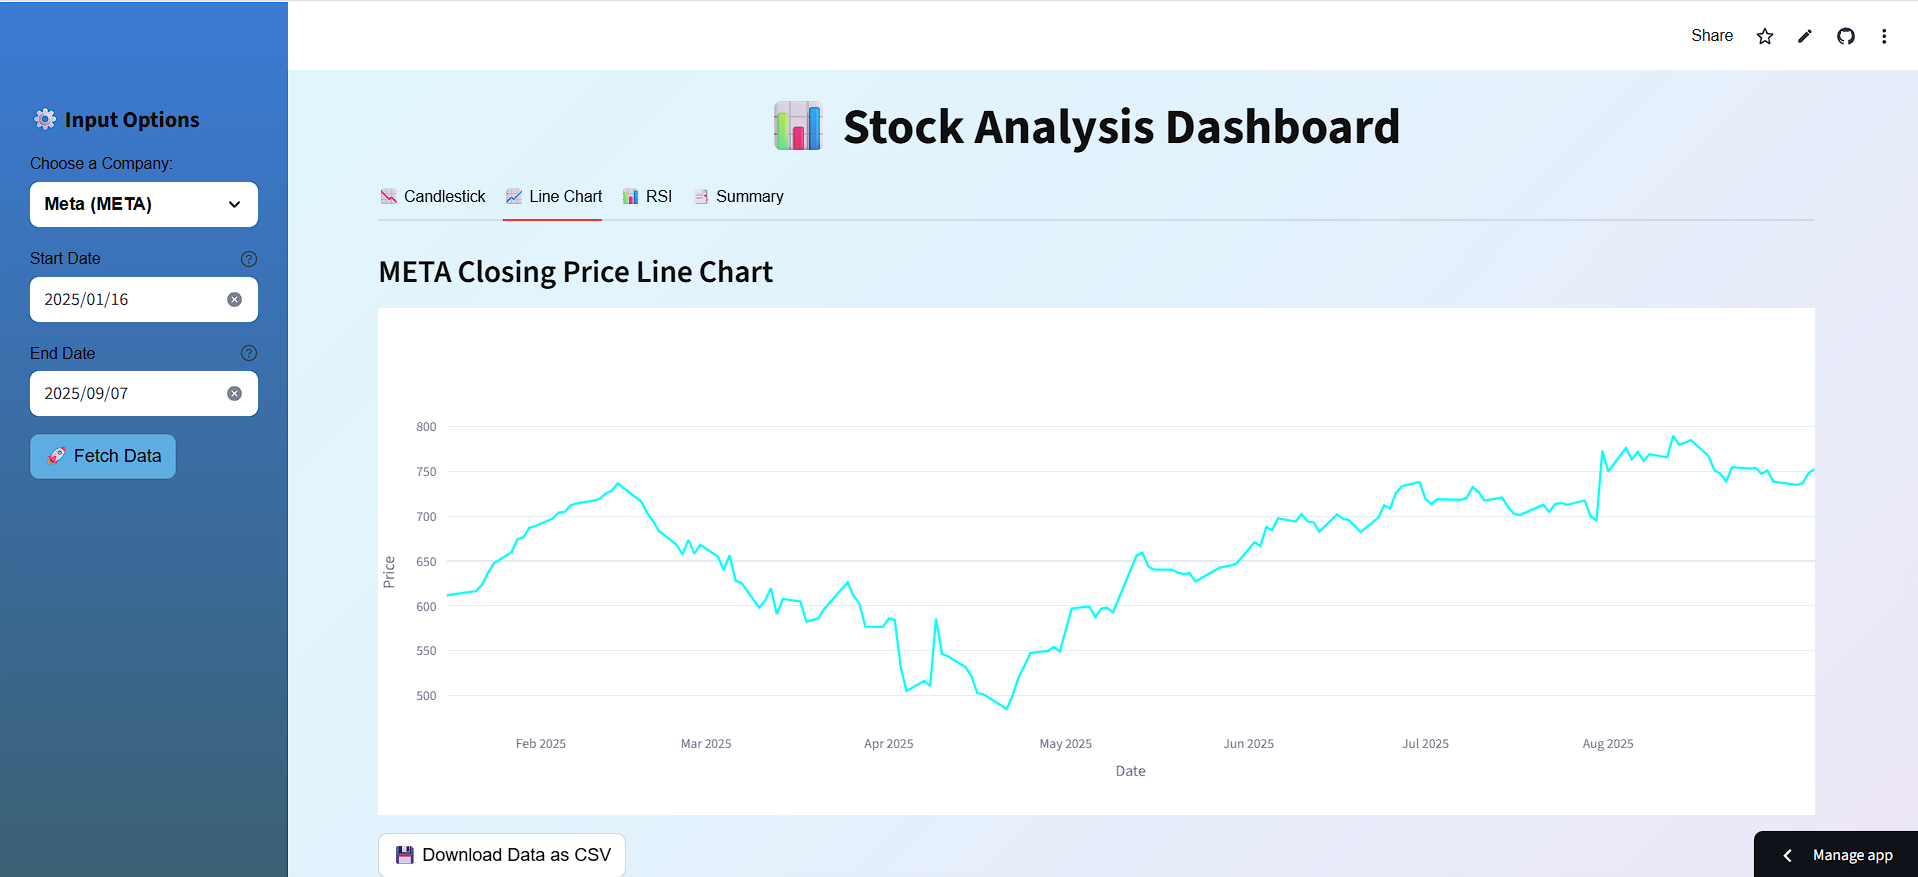 Share
Input Options
Choose a Company:
Meta (META)
Start Date
2025/01/16
End Date
2025/09/07
Fetch Data
Stock Analysis Dashboard
Candlestick Line Chart RSI Summary
META Closing Price Line Chart
800
750
700
650
600
550
500
Price
Feb 2025 Mar 2025 Apr 2025 May 2025 Jun 2025 Jul 2025 Aug 2025
Date
Download Data as CSV
Manage app